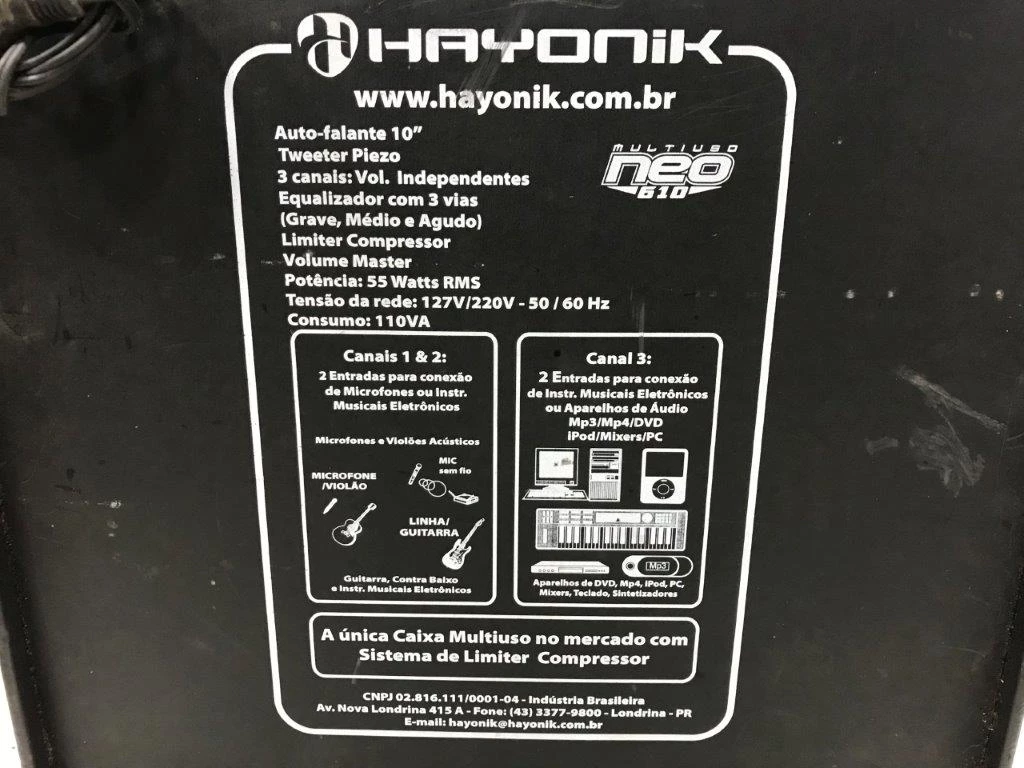 HAYONiK
www.hayonik.com.br
Auto-falante 10”
Tweeter Piezo
3 canais: Vol. Independentes
Equalizador com 3 vias
(Grave, Médio e Agudo)
Limiter Compressor
Volume Master
Potência: 55 Watts RMS
Tensão da rede: 127V/220V - 50 / 60 Hz
Consumo: 110VA
MULTIUSO
neo
610
Canais 1 & 2:
2 Entradas para conexão
de Microfones ou Instr.
Musicais Eletrônicos
Microfones e Violões Acústicos
MIC
sem fio
MICROFONE
/VIOLÃO
LINHA/
GUITARRA
Guitarra, Contra Baixo
e Instr. Musicais Eletrônicos
Canal 3:
2 Entradas para conexão
de Instr. Musicais Eletrônicos
ou Aparelhos de Áudio
Mp3/Mp4/DVD
iPod/Mixers/PC
Mp3
Aparelhos de DVD, Mp4, iPod, PC,
Mixers, Teclado, Sintetizadores
A única Caixa Multiuso no mercado com
Sistema de Limiter Compressor
CNPJ 02.816.111/0001-04 - Indústria Brasileira
Av. Nova Londrina 415 A - Fone: (43) 3377-9800 - Londrina - PR
E-mail: hayonik@hayonik.com.br